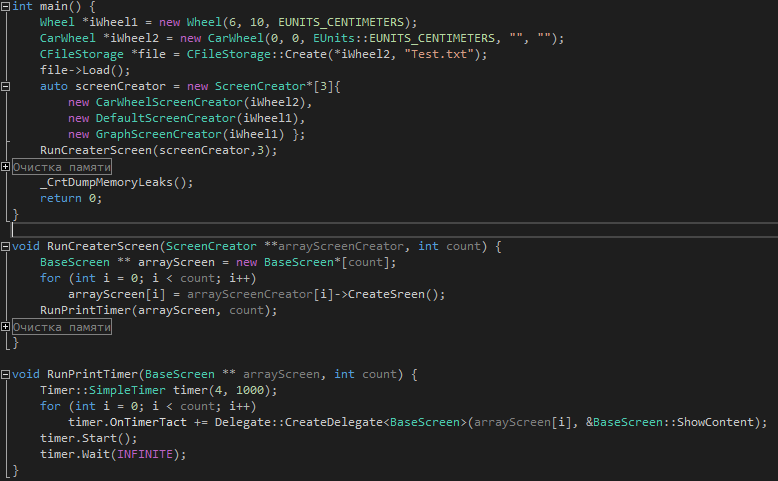 int main() {
    Wheel *iWheel1 = new Wheel(6, 10, EUNITS_CENTIMETERS);
    CarWheel *iWheel2 = new CarWheel(0, 0, EUnits::EUNITS_CENTIMETERS, "", "");
    CFileStorage *file = CFileStorage::Create(*iWheel2, "Test.txt");
    file->Load();
    auto screenCreator = new ScreenCreator*[3]{
        new CarWheelScreenCreator(iWheel2),
        new DefaultScreenCreator(iWheel1),
        new GraphScreenCreator(iWheel1) };
    RunCreaterScreen(screenCreator,3);
Очистка памяти
    _CrtDumpMemoryLeaks();
    return 0;
}
void RunCreaterScreen(ScreenCreator **arrayScreenCreator, int count) {
    BaseScreen ** arrayScreen = new BaseScreen*[count];
    for (int i = 0; i < count; i++)
        arrayScreen[i] = arrayScreenCreator[i]->CreateSreen();
    RunPrintTimer(arrayScreen, count);
Очистка памяти
}
void RunPrintTimer(BaseScreen ** arrayScreen, int count) {
    Timer::SimpleTimer timer(4, 1000);
    for (int i = 0; i < count; i++)
        timer.OnTimerTact += Delegate::CreateDelegate<BaseScreen>(arrayScreen[i], &BaseScreen::ShowContent);
    timer.Start();
    timer.Wait(INFINITE);
}